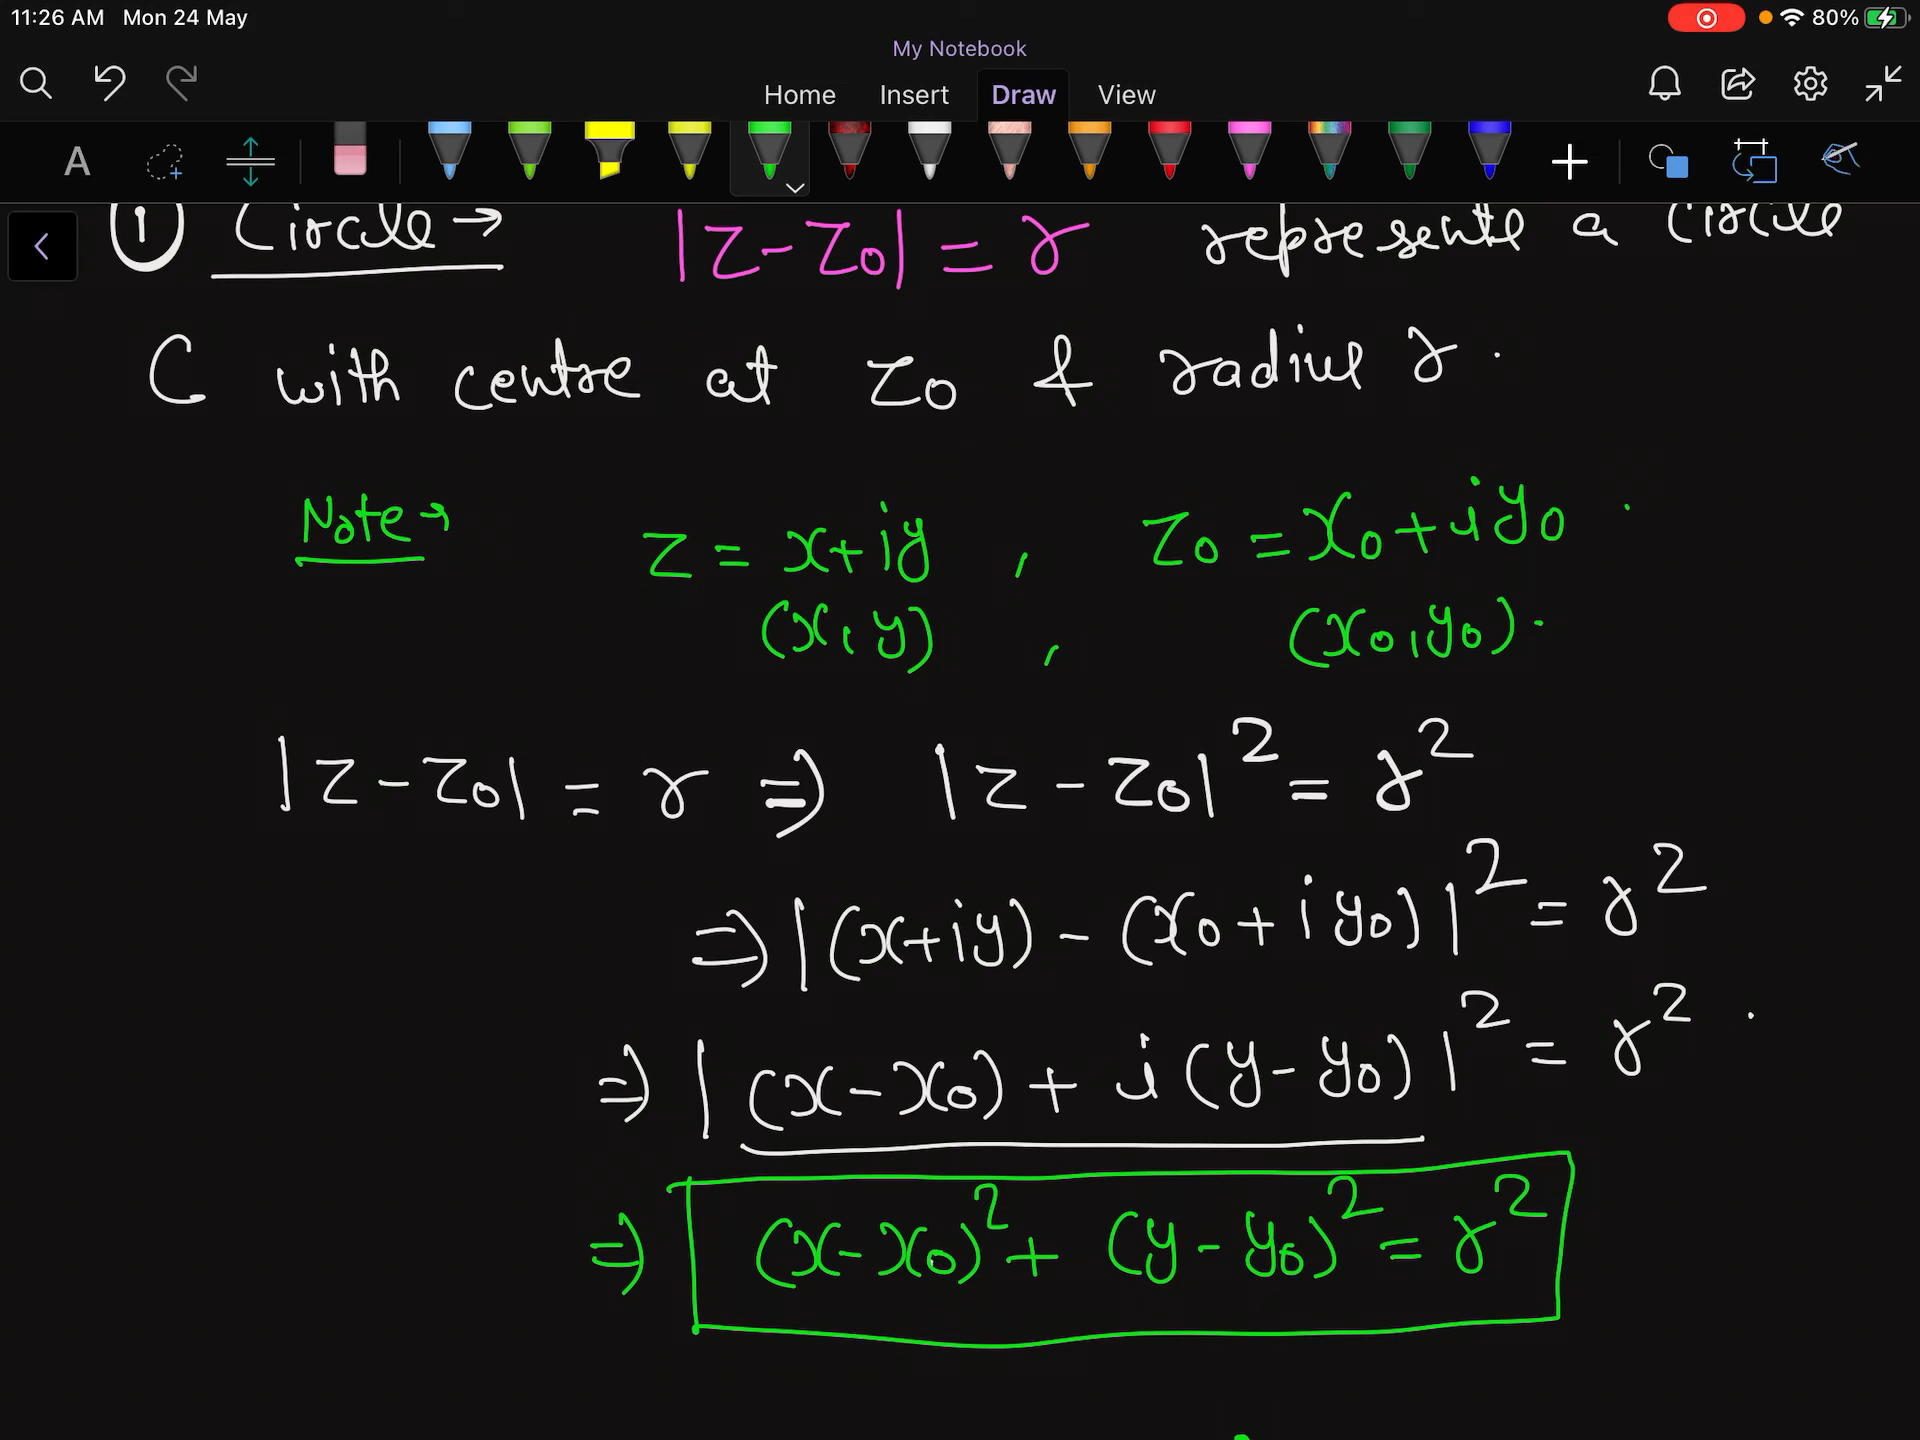 11:26 AM Mon 24 May 80%
My Notebook
Home Insert Draw View
A
① Circle → |z-z₀| = r represents a circle
C with centre at z₀ & radius r.
Note → z = x+iy , z₀ = x₀+iy₀ .
(x, y) , (x₀, y₀).
|z-z₀| = r ⇒ |z-z₀|² = r²
⇒ |(x+iy) - (x₀+iy₀)|² = r²
⇒ |(x-x₀) + i(y-y₀)|² = r² .
⇒ (x-x₀)² + (y-y₀)² = r²